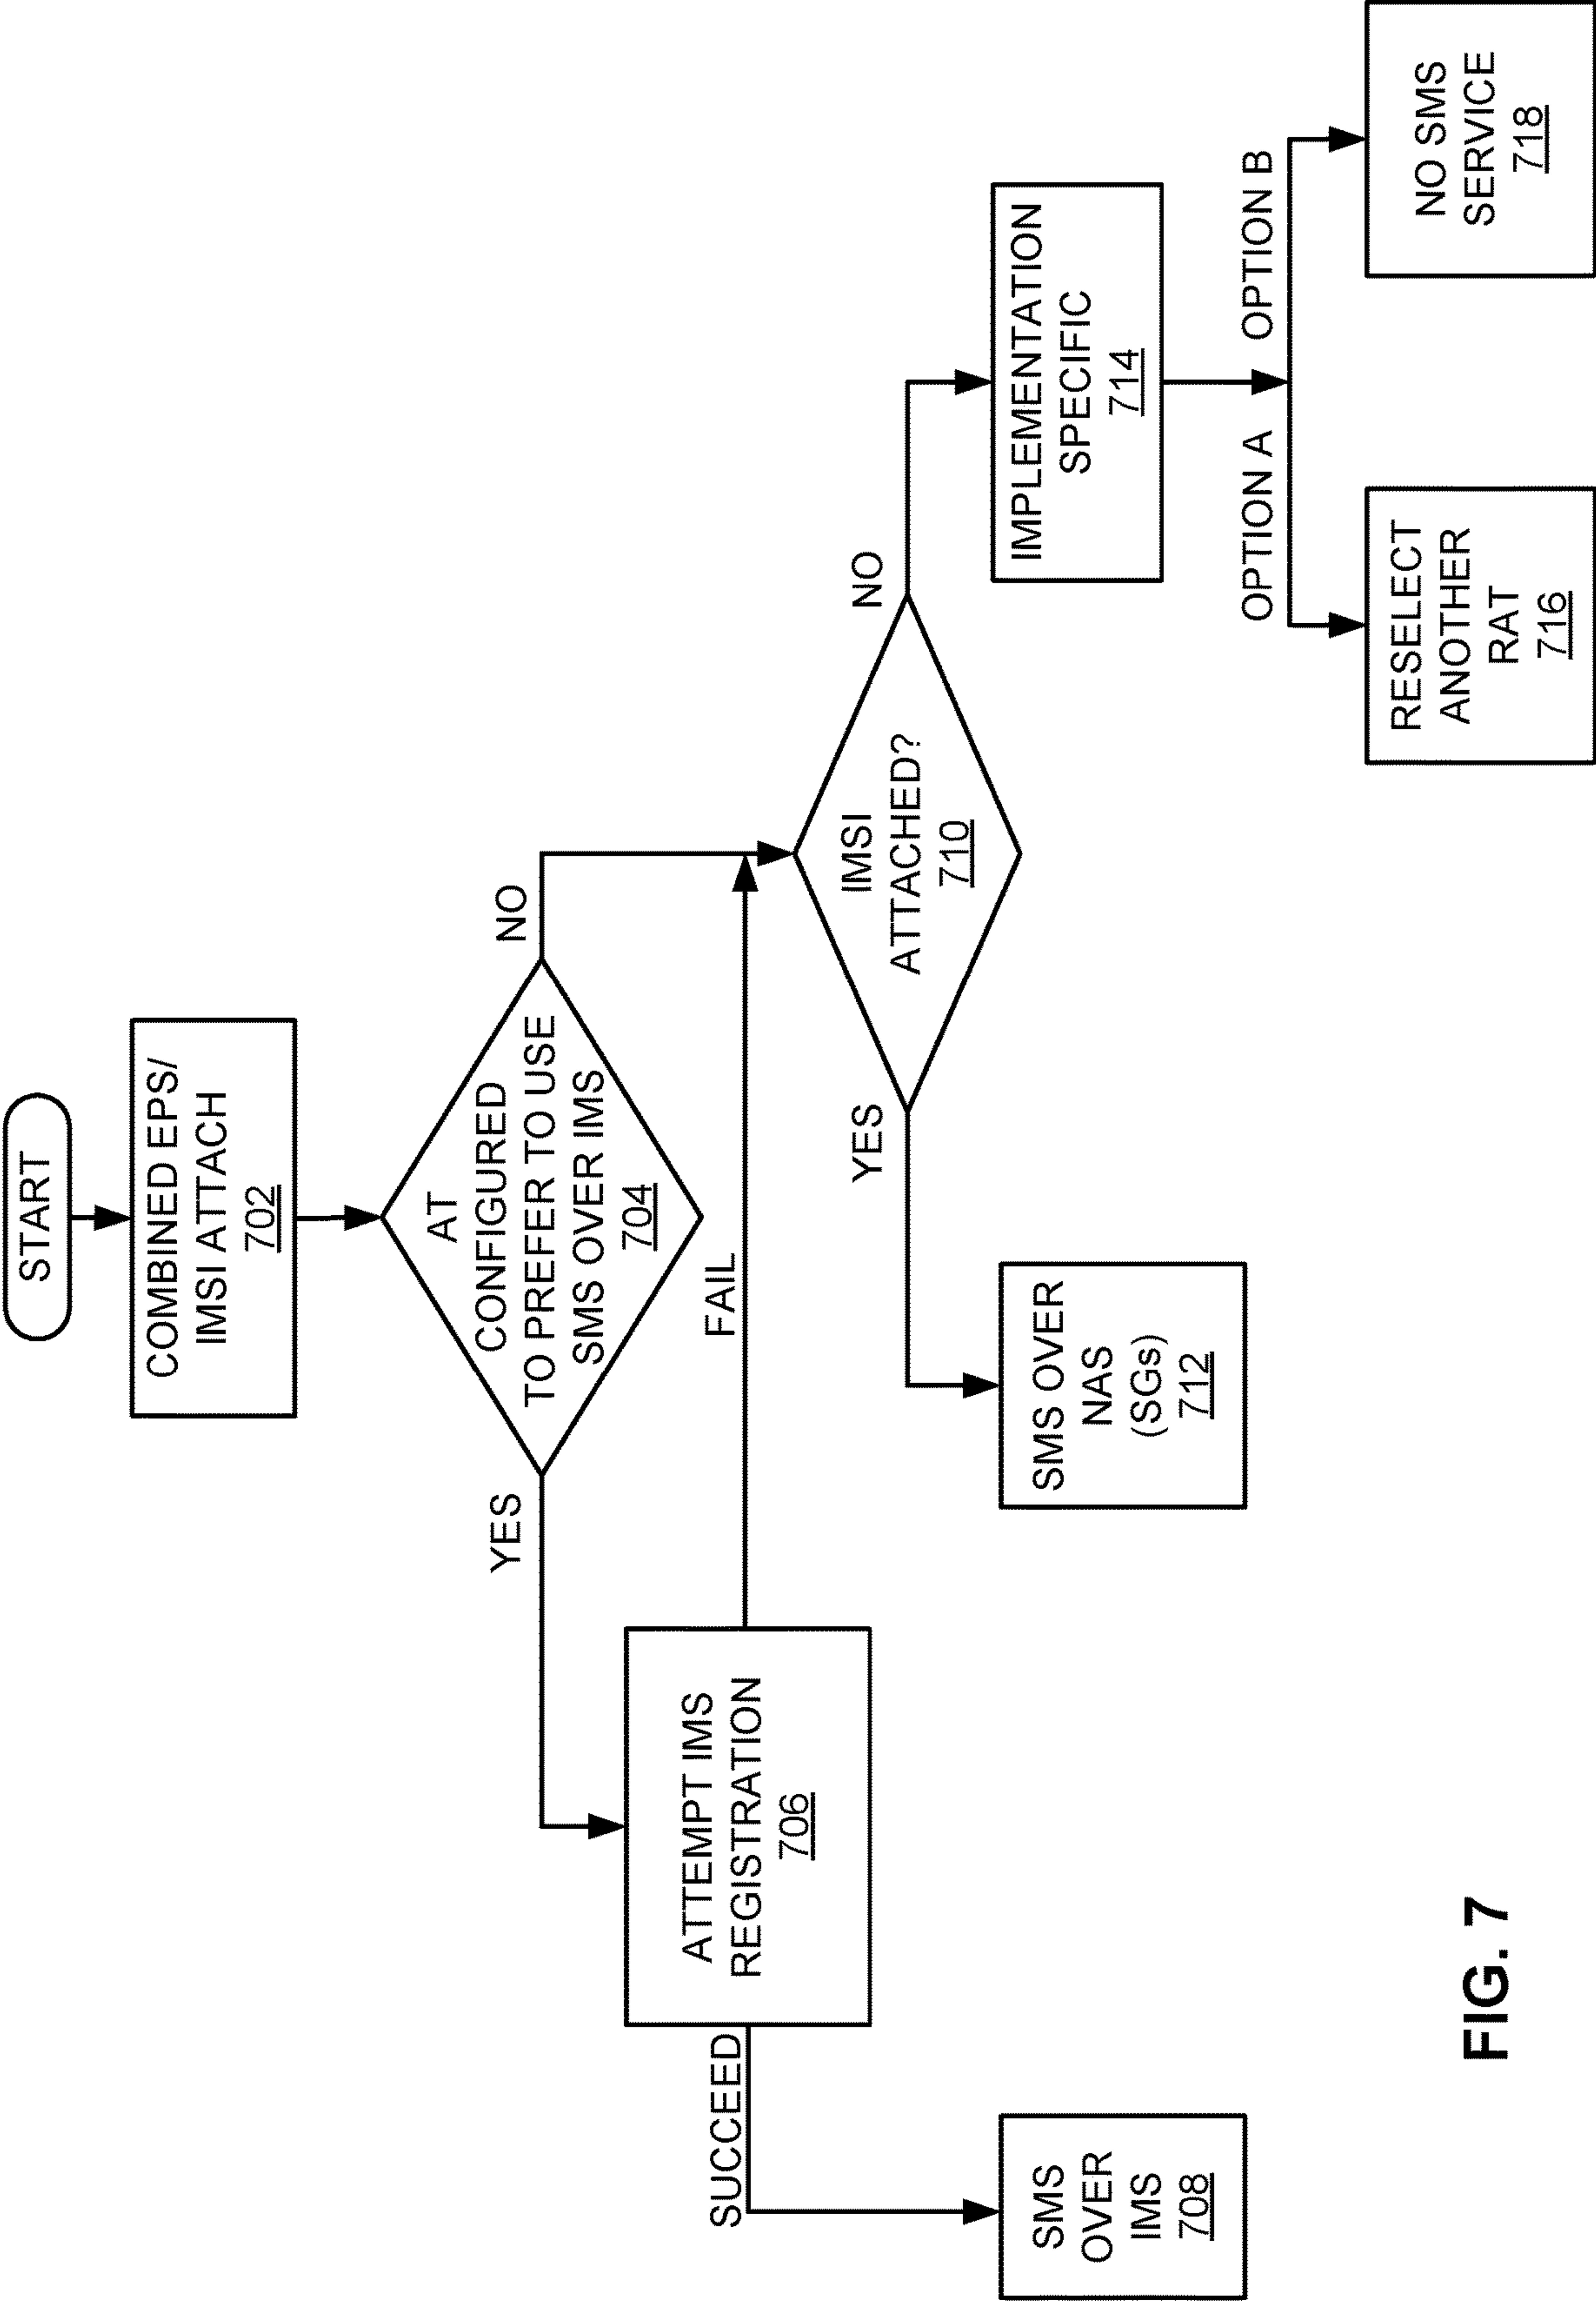 START
COMBINED EPS/
IMSI ATTACH
702
AT
CONFIGURED
TO PREFER TO USE
SMS OVER IMS
704
YES
NO
ATTEMPT IMS
REGISTRATION
706
SUCCEED
FAIL
SMS
OVER
IMS
708
IMSI
ATTACHED?
710
YES
NO
SMS OVER
NAS
(SGs)
712
IMPLEMENTATION
SPECIFIC
714
OPTION A
OPTION B
RESELECT
ANOTHER
RAT
716
NO SMS
SERVICE
718
FIG. 7